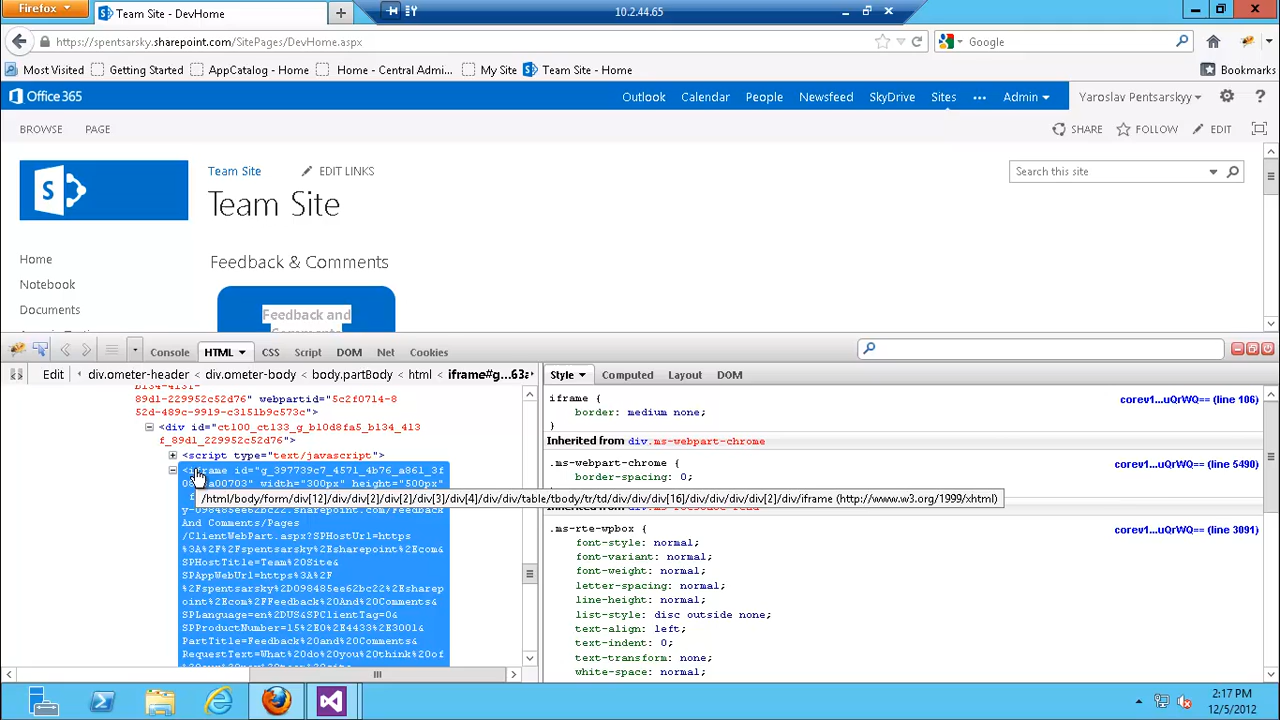 Firefox
Team Site - DevHome
10.2.44.65
https://spentsarsky.sharepoint.com/SitePages/DevHome.aspx
Google
Most Visited
Getting Started
AppCatalog - Home
Home - Central Admi...
My Site
Team Site - Home
Bookmarks
Office 365
Outlook
Calendar
People
Newsfeed
SkyDrive
Sites
Admin
Yaroslav Pentsarskyy
BROWSE
PAGE
SHARE
FOLLOW
EDIT
Team Site
EDIT LINKS
Search this site
Team Site
Home
Notebook
Documents
Feedback & Comments
Feedback and
Console
HTML
CSS
Script
DOM
Net
Cookies
Edit
div.ometer-header
div.ometer-body
body.partBody
html
iframe#g...63a
Style
Computed
Layout
DOM
89d1-229952c52d76" webpartid="5c2f0714-8
52d-489c-9919-c3151b9c573c">
<div id="ctl00_ctl33_g_b10d8fa5_b134_413
f_89d1_229952c52d76">
<script type="text/javascript">
<iframe id="g_397739c7_4571_4b76_a861_3f
a00703" width="300px" height="500px"
/html/body/form/div[12]/div/div[2]/div[2]/div[3]/div[4]/div/div/table/tbody/tr/td/div/div/div[16]/div/div/div/div[2]/div/iframe (http://www.w3.org/1999/xhtml)
y-098485ee62bc22.sharepoint.com/Feedback
And Comments/Pages
/ClientWebPart.aspx?SPHostUrl=https
%3A%2F%2Fspentsarsky%2Esharepoint%2Ecom&
SPHostTitle=Team%20Site&
SPAppWebUrl=https%3A%2F
%2Fspentsarsky%2D098485ee62bc22%2Esharep
oint%2Ecom%2FFeedback%20And%20Comments&
SPLanguage=en%2DUS&SPClientTag=0&
SPProductNumber=15%2E0%2E4433%2E3001&
PartTitle=Feedback%20and%20Comments&
RequestText=What%20do%20you%20think%20of
iframe {
border: medium none;
}
corev1...uQrWQ== (line 106)
Inherited from div.ms-webpart-chrome
.ms-webpart-chrome {
border-spacing: 0;
corev1...uQrWQ== (line 5490)
.ms-rte-wpbox {
font-style: normal;
font-variant: normal;
font-weight: normal;
letter-spacing: normal;
line-height: normal;
list-style: disc outside none;
text-align: left;
text-indent: 0;
text-transform: none;
white-space: normal;
corev1...uQrWQ== (line 3091)
2:17 PM
12/5/2012